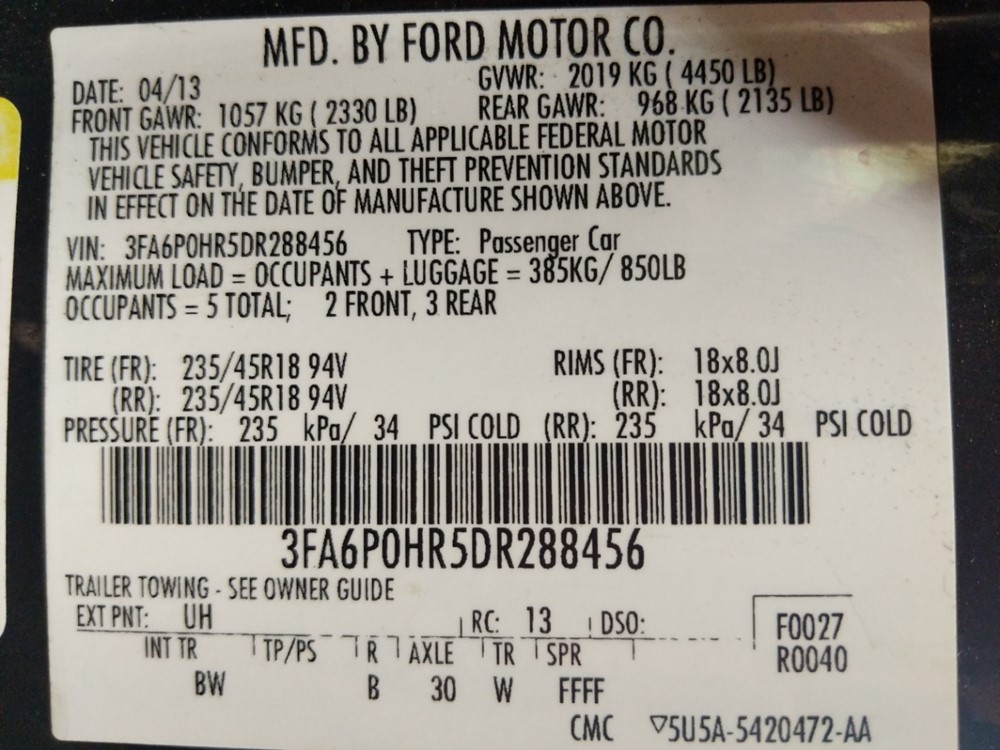 MFD. BY FORD MOTOR CO.
DATE: 04/13 GVWR: 2019 KG ( 4450 LB)
FRONT GAWR: 1057 KG ( 2330 LB) REAR GAWR: 968 KG ( 2135 LB)
THIS VEHICLE CONFORMS TO ALL APPLICABLE FEDERAL MOTOR
VEHICLE SAFETY, BUMPER, AND THEFT PREVENTION STANDARDS
IN EFFECT ON THE DATE OF MANUFACTURE SHOWN ABOVE.
VIN: 3FA6P0HR5DR288456 TYPE: Passenger Car
MAXIMUM LOAD = OCCUPANTS + LUGGAGE = 385KG/ 850LB
OCCUPANTS = 5 TOTAL; 2 FRONT, 3 REAR
TIRE (FR): 235/45R18 94V RIMS (FR): 18x8.0J
(RR): 235/45R18 94V (RR): 18x8.0J
PRESSURE (FR): 235 kPa/ 34 PSI COLD (RR): 235 kPa/ 34 PSI COLD
3FA6P0HR5DR288456
TRAILER TOWING - SEE OWNER GUIDE
EXT PNT: UH RC: 13 DSO: F0027
INT TR TP/PS R AXLE TR SPR R0040
BW B 30 W FFFF
CMC ▽5U5A-5420472-AA